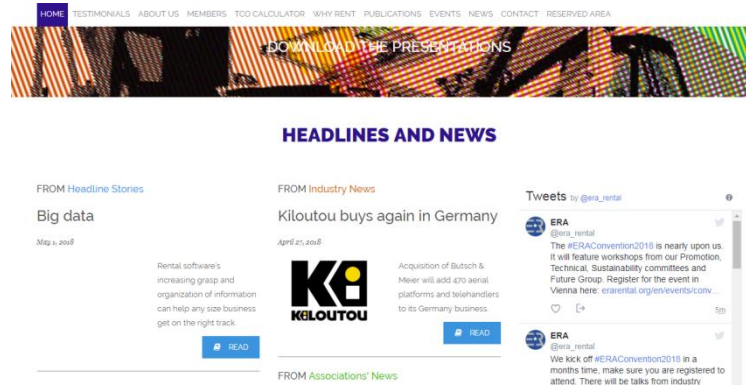 HOME TESTIMONIALS ABOUT US MEMBERS TCO CALCULATOR WHY RENT PUBLICATIONS EVENTS NEWS CONTACT RESERVED AREA
DOWNLOAD THE PRESENTATIONS
HEADLINES AND NEWS
FROM Headline Stories
Big data
May 1, 2018
Rental software's
increasing grasp and
organization of information
can help any size business
get on the right track
READ
FROM Industry News
Kiloutou buys again in Germany
April 27, 2018
KILOUTOU
Acquisition of Butsch &
Meier will add 470 aerial
platforms and telehandlers
to its Germany business.
READ
FROM Associations' News
Tweets by @era_rental
ERA
@era_rental
The #ERAConvention2018 is nearly upon us.
It will feature workshops from our Promotion,
Technical, Sustainability committees and
Future Group. Register for the event in
Vienna here: erarental.org/en/events/conv...
5m
ERA
@era_rental
We kick off #ERAConvention2018 in a
months time, make sure you are registered to
attend. There will be talks from industry